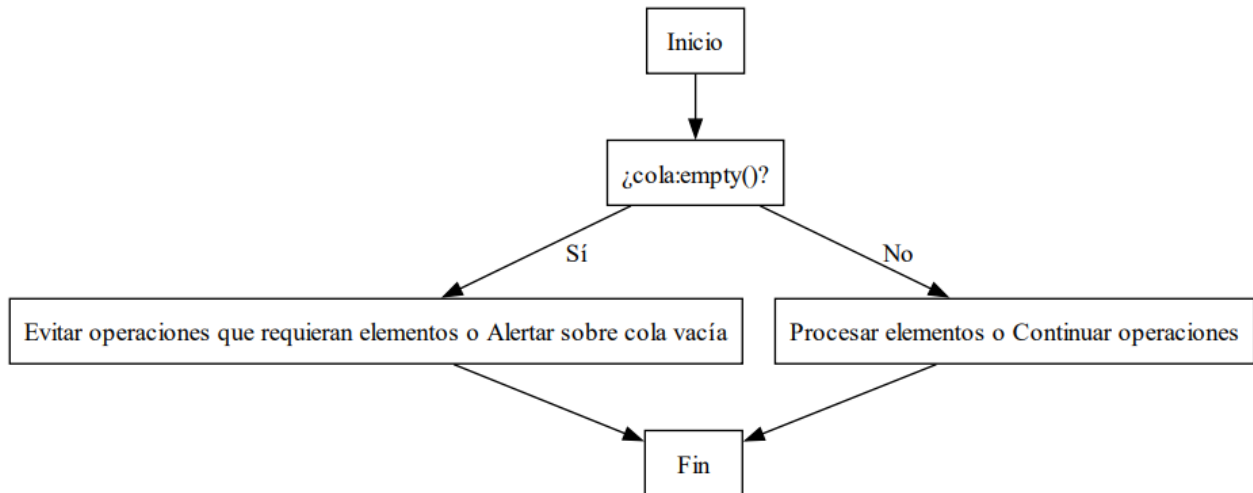 Inicio
¿cola:empty()?
Sí
No
Evitar operaciones que requieran elementos o Alertar sobre cola vacía
Procesar elementos o Continuar operaciones
Fin